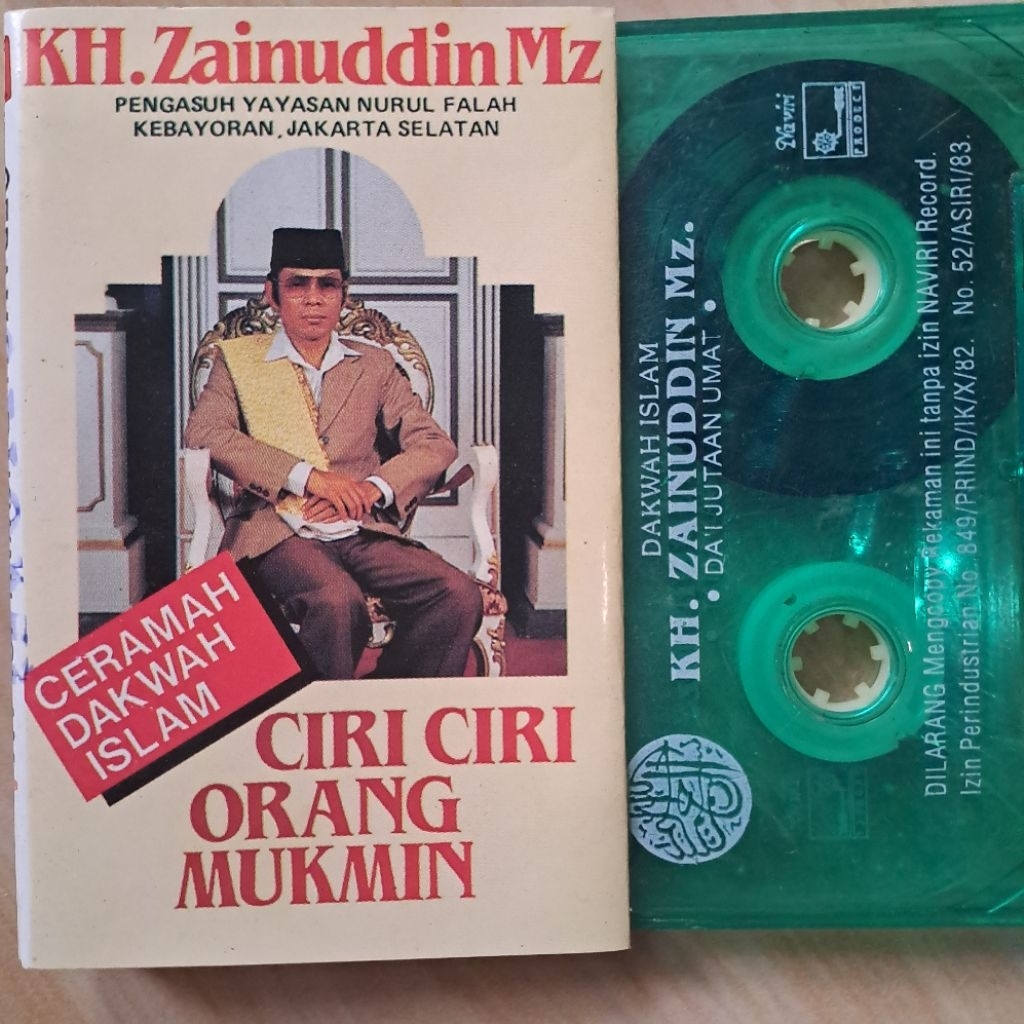 KH. Zainuddin Mz
PENGASUH YAYASAN NURUL FALAH
KEBAYORAN, JAKARTA SELATAN
CERAMAH
DAKWAH
ISLAM
CIRI CIRI
ORANG
MUKMIN
Naviri
PRODUCT
DAKWAH ISLAM
KH. ZAINUDDIN Mz.
• DA'I JUTAAN UMAT •
DILARANG Mengcopy Rekaman ini tanpa izin NAVIRI Record.
Izin Perindustrian No. 849/PRIND/IK/X/82. No. 52/ASIRI/83.